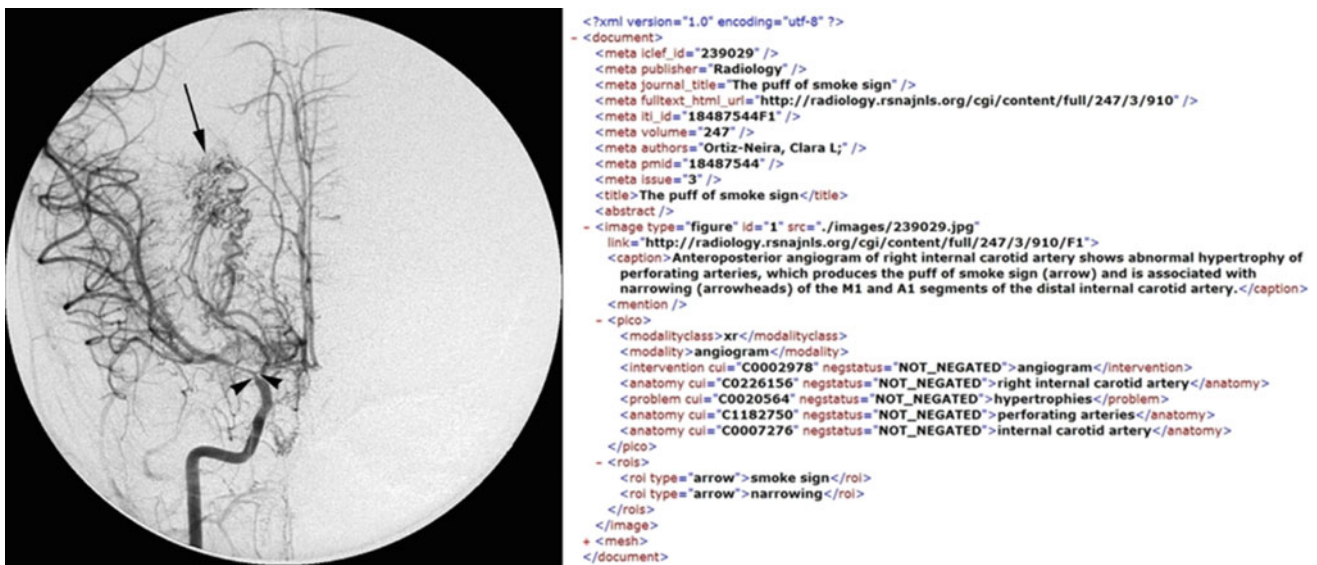 <?xml version="1.0" encoding="utf-8" ?>
- <document>
<meta iclef_id="239029" />
<meta publisher="Radiology" />
<meta journal_title="The puff of smoke sign" />
<meta fulltext_html_url="http://radiology.rsnajnls.org/cgi/content/full/247/3/910" />
<meta iti_id="18487544F1" />
<meta volume="247" />
<meta authors="Ortiz-Neira, Clara L;" />
<meta pmid="18487544" />
<meta issue="3" />
<title>The puff of smoke sign</title>
<abstract />
- <image type="figure" id="1" src="./images/239029.jpg"
link="http://radiology.rsnajnls.org/cgi/content/full/247/3/910/F1">
<caption>Anteroposterior angiogram of right internal carotid artery shows abnormal hypertrophy of
perforating arteries, which produces the puff of smoke sign (arrow) and is associated with
narrowing (arrowheads) of the M1 and A1 segments of the distal internal carotid artery.</caption>
<mention />
- <pico>
<modalityclass>xr</modalityclass>
<modality>angiogram</modality>
<intervention cui="C0002978" negstatus="NOT_NEGATED">angiogram</intervention>
<anatomy cui="C0226156" negstatus="NOT_NEGATED">right internal carotid artery</anatomy>
<problem cui="C0020564" negstatus="NOT_NEGATED">hypertrophies</problem>
<anatomy cui="C1182750" negstatus="NOT_NEGATED">perforating arteries</anatomy>
<anatomy cui="C0007276" negstatus="NOT_NEGATED">internal carotid artery</anatomy>
</pico>
- <rois>
<roi type="arrow">smoke sign</roi>
<roi type="arrow">narrowing</roi>
</rois>
</image>
+ <mesh>
</document>